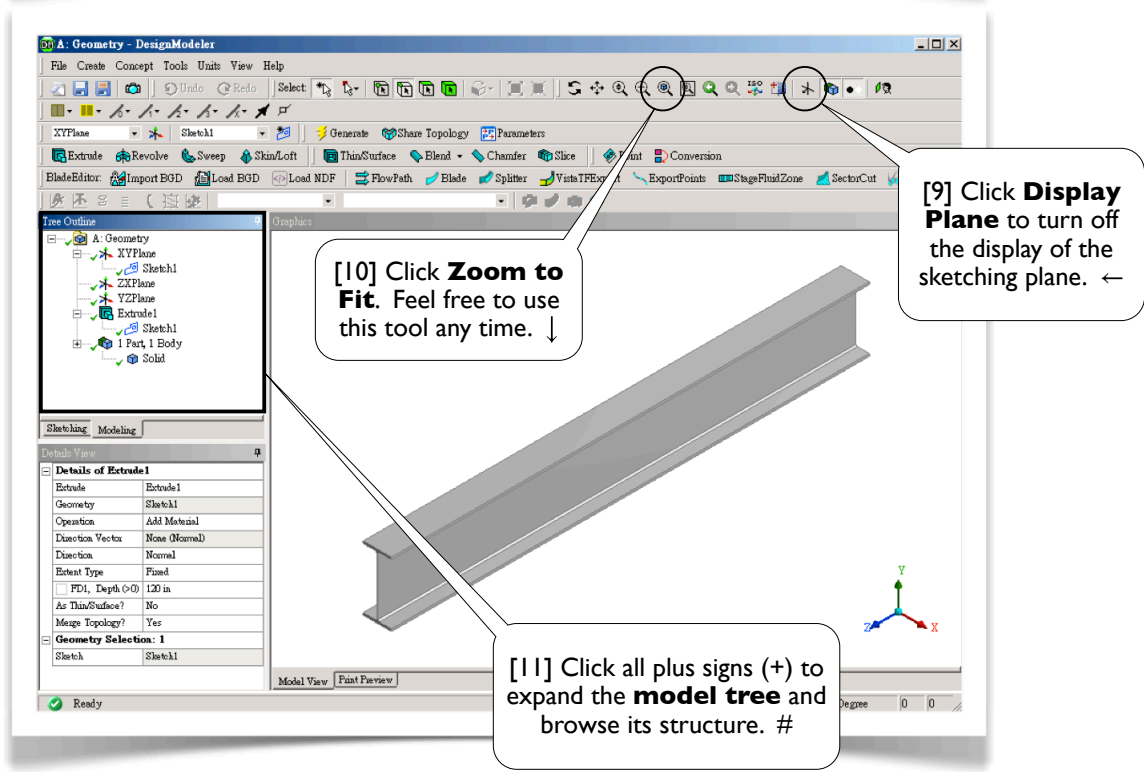 A: Geometry - DesignModeler
File Create Concept Tools Units View Help
Undo Redo Select: ISO
XYPlane Sketch1 Generate Share Topology Parameters
Extrude Revolve Sweep Skin/Loft Thin/Surface Blend Chamfer Slice Conversion
BladeEditor: Import BGD Load BGD Load NDF FlowPath Blade Splitter ExportPoints StageFluidZone SectorCut
Tree Outline
Graphics
A: Geometry
XYPlane
Sketch1
ZXPlane
YZPlane
Extrude1
Sketch1
1 Part, 1 Body
Solid
[9] Click Display
Plane to turn off
the display of the
sketching plane. ←
[10] Click Zoom to
Fit. Feel free to use
this tool any time. ↓
Sketching Modeling
Details View
Details of Extrude1
Extrude Extrude1
Geometry Sketch1
Operation Add Material
Direction Vector None (Normal)
Direction Normal
Extent Type Fixed
FD1, Depth (>0) 120 in
As Thin/Surface? No
Merge Topology? Yes
Geometry Selection: 1
Sketch Sketch1
Y
Z X
[11] Click all plus signs (+) to
expand the model tree and
browse its structure. #
Model View Print Preview
Ready Degree 0 0